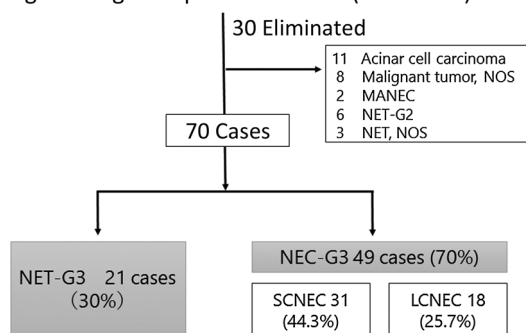 30 Eliminated
11 Acinar cell carcinoma
8 Malignant tumor, NOS
2 MANEC
6 NET-G2
3 NET, NOS
70 Cases
NET-G3 21 cases
(30%)
NEC-G3 49 cases (70%)
SCNEC 31
(44.3%)
LCNEC 18
(25.7%)